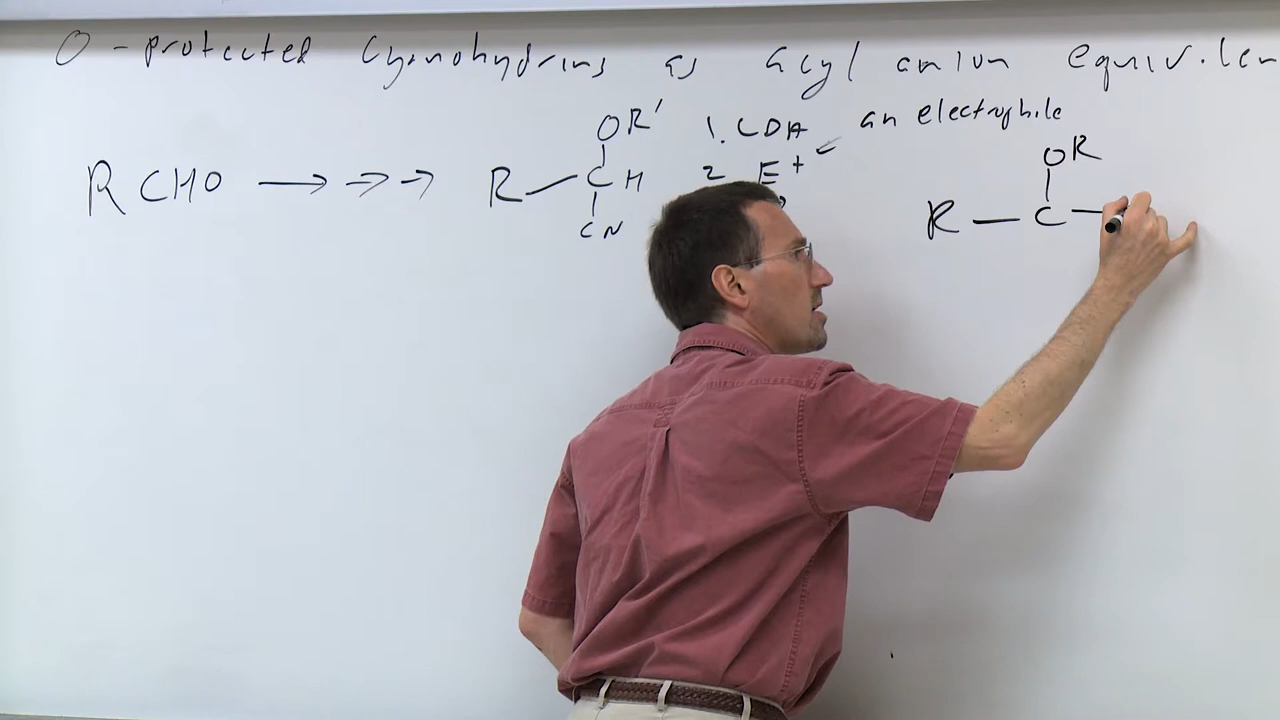 O-protected Cyanohydrins as acyl anion equivalen
OR' 1. LDA an electrophile
RCHO → → → R C H 2 E+ OR
CN R — C —